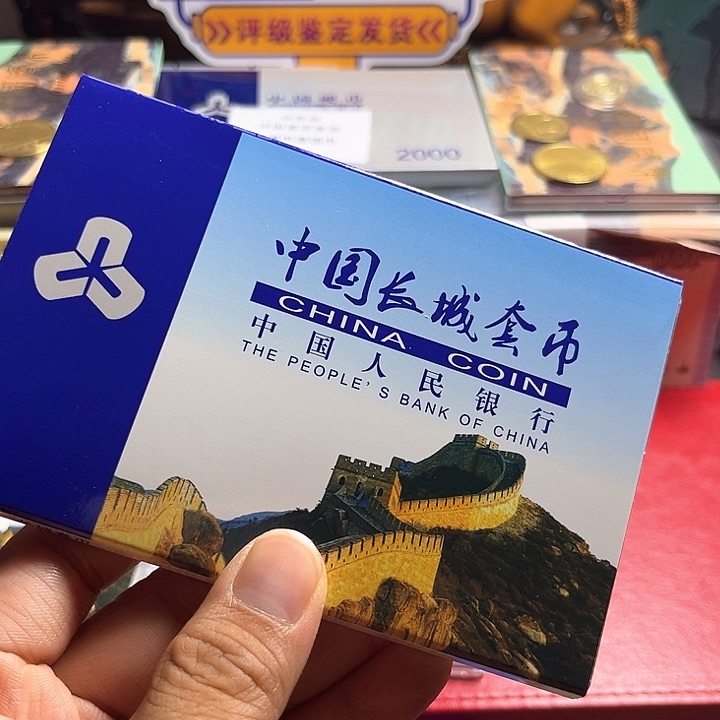 评级鉴定发货
2000
中国长城套币
CHINA COIN
中国人民银行
THE PEOPLE'S BANK OF CHINA